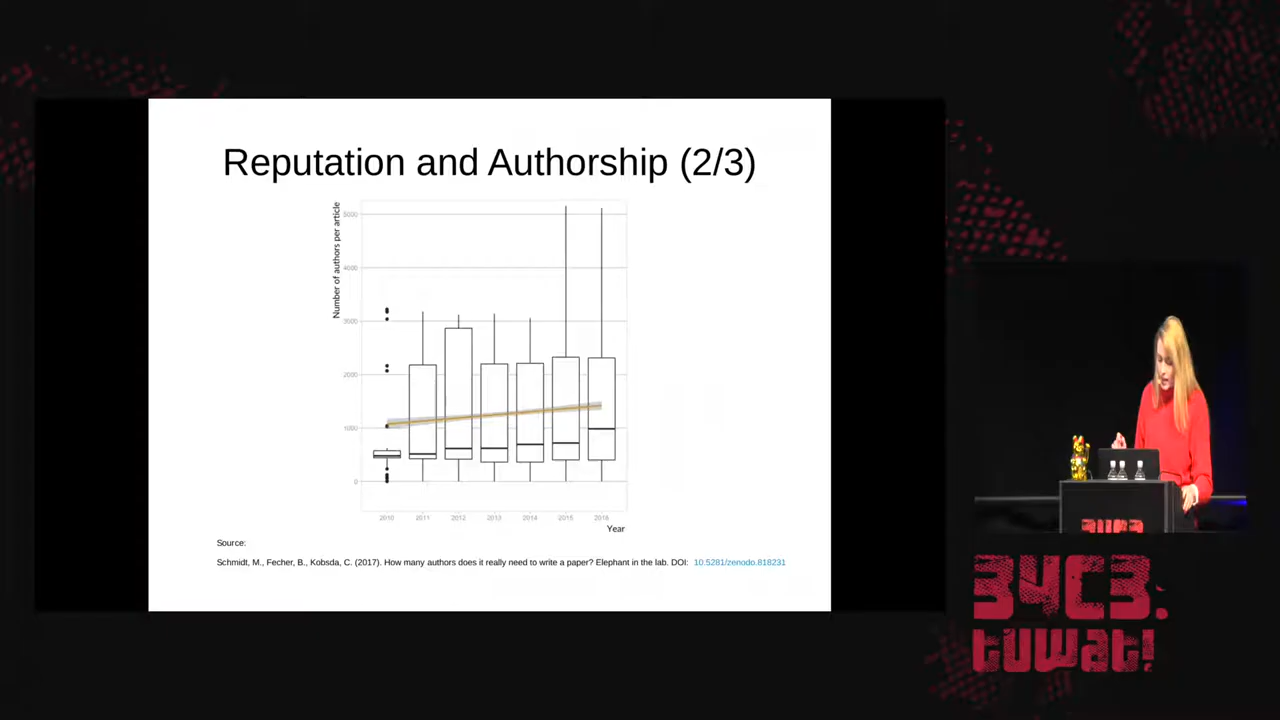 Reputation and Authorship (2/3)
Number of authors per article
5000
4000
3000
2000
1000
0
2010 2011 2012 2013 2014 2015 2016
Year
Source:
Schmidt, M., Fecher, B., Kobsda, C. (2017). How many authors does it really need to write a paper? Elephant in the lab. DOI: 10.5281/zenodo.818231
34C3
34C3.
tuwat!